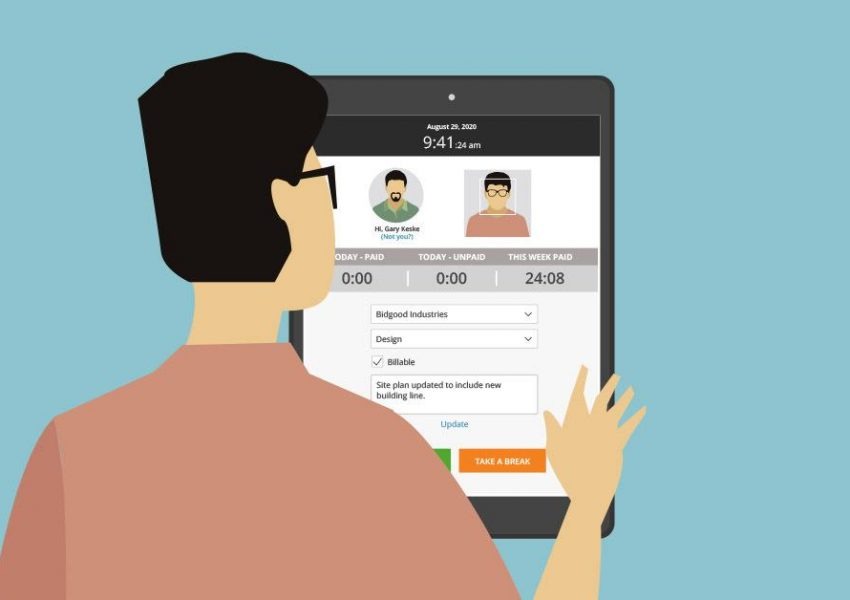 August 29, 2020
9:41:24 am
Hi, Gary Keske
(Not you?)
ODAY - PAID TODAY - UNPAID THIS WEEK PAID
0:00 0:00 24:08
Bidgood Industries
Design
Billable
Site plan updated to include new
building line.
Update
TAKE A BREAK